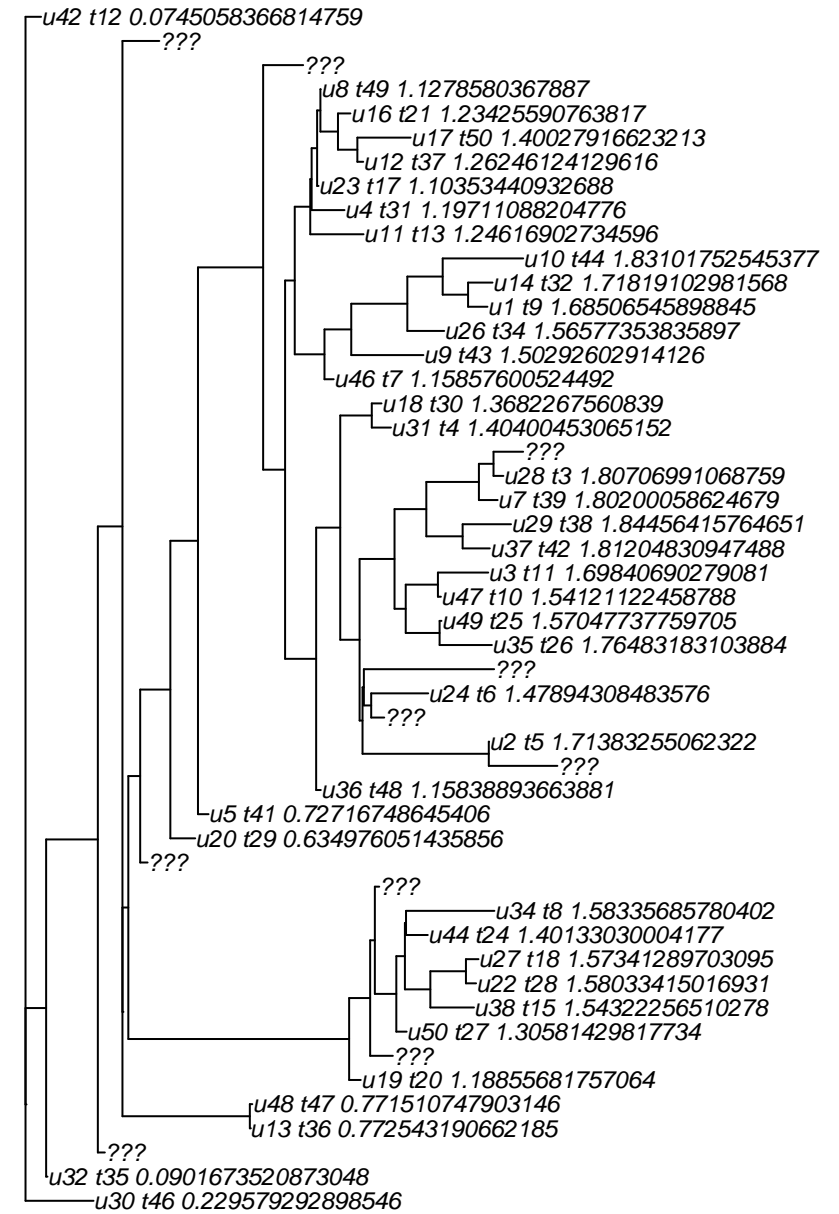 u42 t12 0.0745058366814759
???
???
u8 t49 1.1278580367887
u16 t21 1.23425590763817
u17 t50 1.40027916623213
u12 t37 1.26246124129616
u23 t17 1.10353440932688
u4 t31 1.19711088204776
u11 t13 1.24616902734596
u10 t44 1.83101752545377
u14 t32 1.71819102981568
u1 t9 1.68506545898845
u26 t34 1.56577353835897
u9 t43 1.50292602914126
u46 t7 1.15857600524492
u18 t30 1.3682267560839
u31 t4 1.40400453065152
???
u28 t3 1.80706991068759
u7 t39 1.80200058624679
u29 t38 1.84456415764651
u37 t42 1.81204830947488
u3 t11 1.69840690279081
u47 t10 1.54121122458788
u49 t25 1.57047737759705
u35 t26 1.76483183103884
???
u24 t6 1.47894308483576
???
u2 t5 1.71383255062322
???
u36 t48 1.15838893663881
u5 t41 0.72716748645406
u20 t29 0.634976051435856
???
???
u34 t8 1.58335685780402
u44 t24 1.40133030004177
u27 t18 1.57341289703095
u22 t28 1.58033415016931
u38 t15 1.54322256510278
u50 t27 1.30581429817734
???
u19 t20 1.18855681757064
u48 t47 0.771510747903146
u13 t36 0.772543190662185
???
u32 t35 0.0901673520873048
u30 t46 0.229579292898546